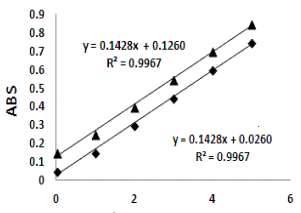 0.9
0.8
0.7
0.6
0.5
0.4
0.3
0.2
0.1
0
ABS
y = 0.1428x + 0.1260
R² = 0.9967
y = 0.1428x + 0.0260
R² = 0.9967
0 2 4 6